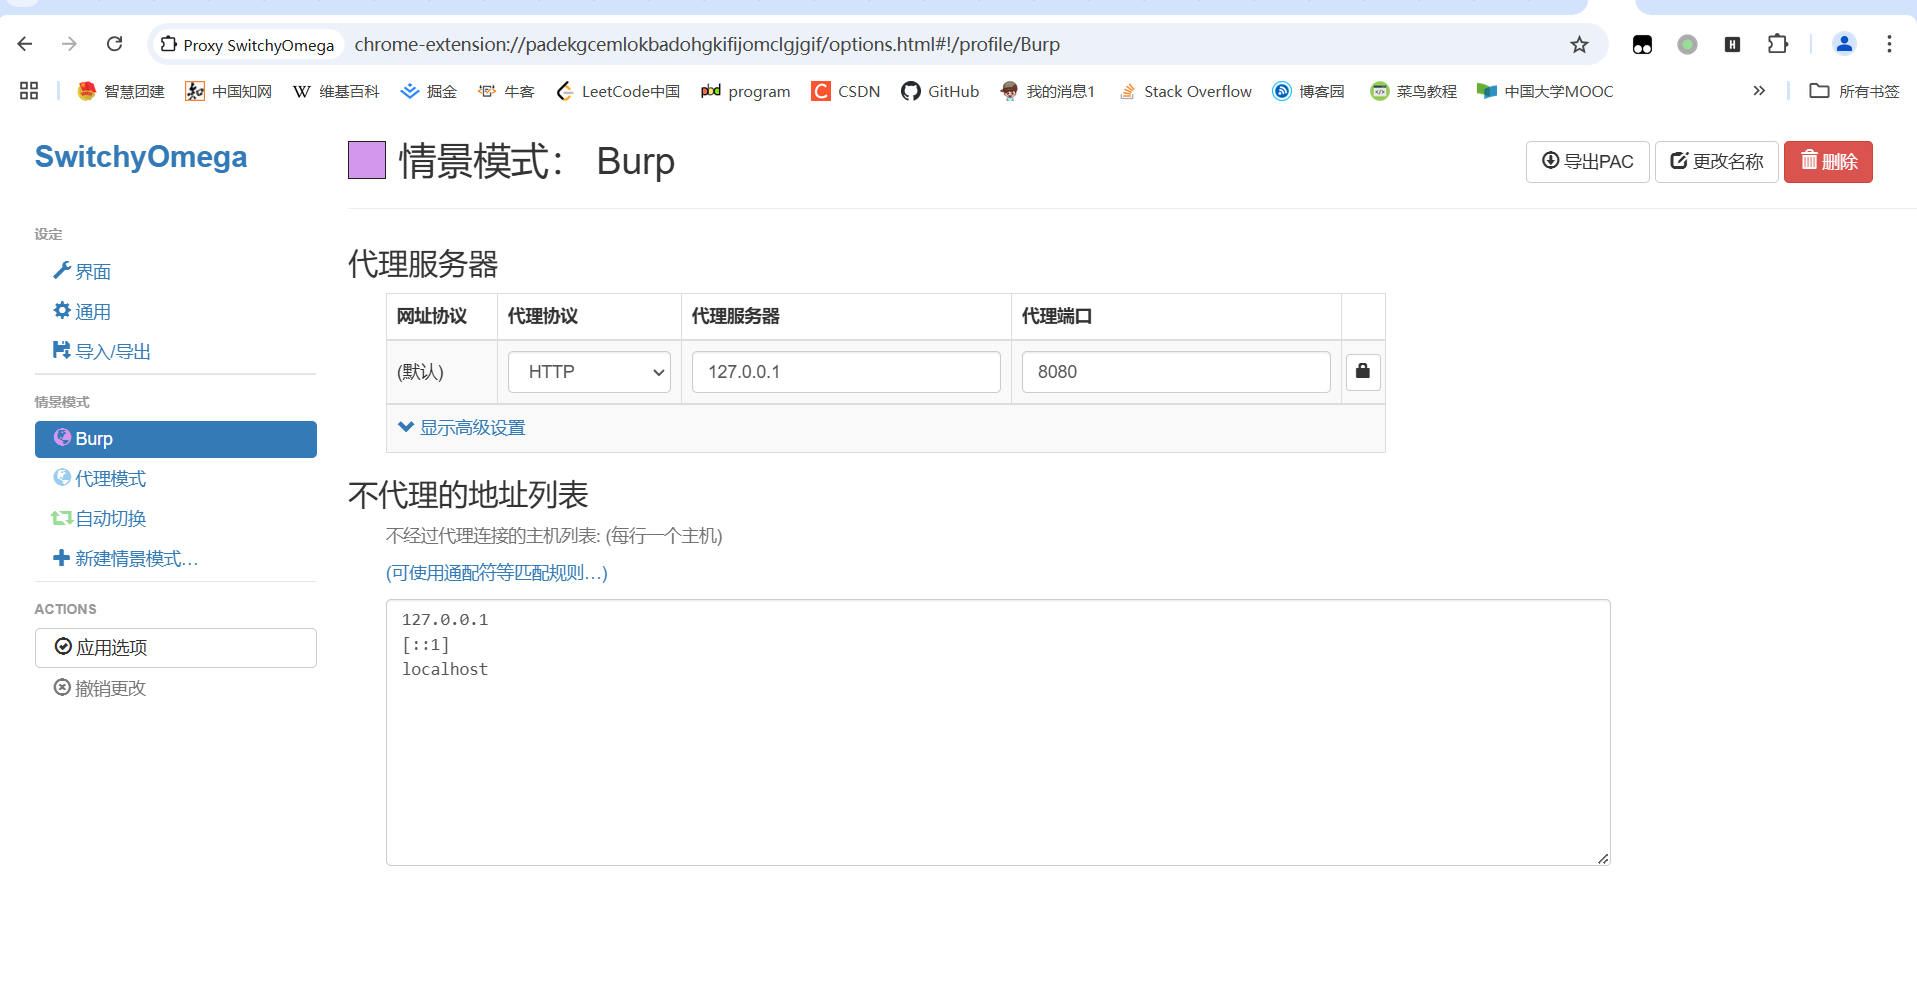 Proxy SwitchyOmega chrome-extension://padekgcemlokbadohgkifijomclgjgif/options.html#!/profile/Burp
智慧团建 中国知网 维基百科 掘金 牛客 LeetCode中国 pbd program CSDN GitHub 我的消息1 Stack Overflow 博客园 菜鸟教程 中国大学MOOC » 所有书签
SwitchyOmega
情景模式: Burp
导出PAC 更改名称 删除
设定
界面
通用
导入/导出
情景模式
Burp
代理模式
自动切换
新建情景模式...
ACTIONS
应用选项
撤销更改
代理服务器
网址协议 代理协议 代理服务器 代理端口
(默认) HTTP 127.0.0.1 8080
显示高级设置
不代理的地址列表
不经过代理连接的主机列表: (每行一个主机)
(可使用通配符等匹配规则...)
127.0.0.1
[::1]
localhost